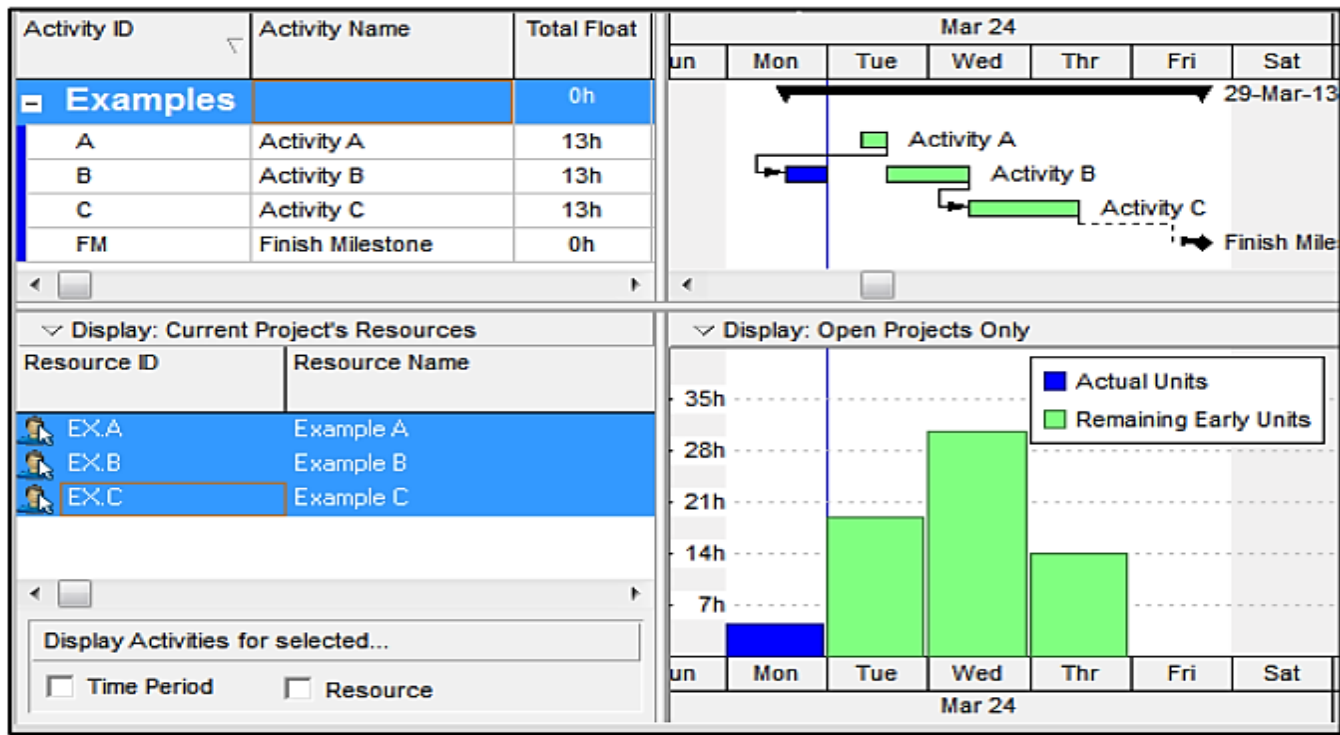 Activity ID Activity Name Total Float
Mar 24
un Mon Tue Wed Thr Fri Sat
Examples 0h 29-Mar-13
A Activity A 13h Activity A
B Activity B 13h Activity B
C Activity C 13h Activity C
FM Finish Milestone 0h Finish Mile
Display: Current Project's Resources
Resource ID Resource Name
EX.A Example A
EX.B Example B
EX.C Example C
Display Activities for selected...
Time Period Resource
Display: Open Projects Only
Actual Units
Remaining Early Units
35h
28h
21h
14h
7h
un Mon Tue Wed Thr Fri Sat
Mar 24